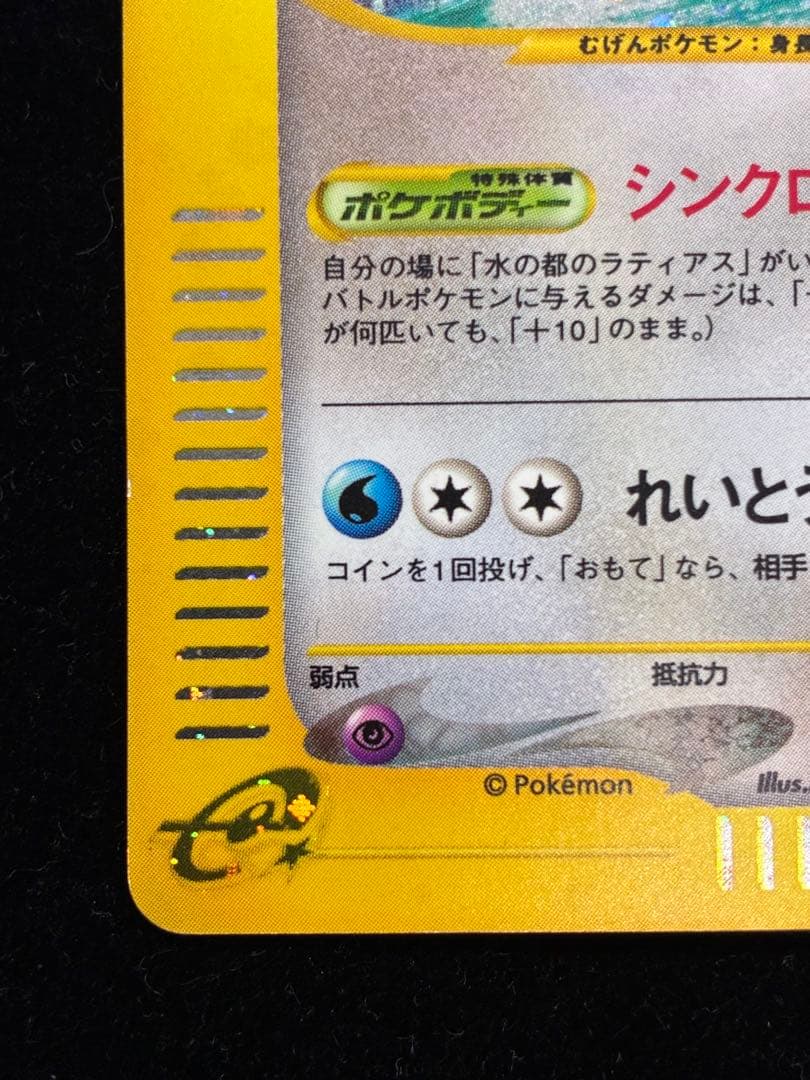 むげんポケモン：身長
特殊体質
ポケボディー
シンクロ
自分の場に「水の都のラティアス」がい
バトルポケモンに与えるダメージは、「
が何匹いても、「＋10」のまま。）
れいとう
コインを1回投げ、「おもて」なら、相手
弱点 抵抗力
© Pokémon Illus.